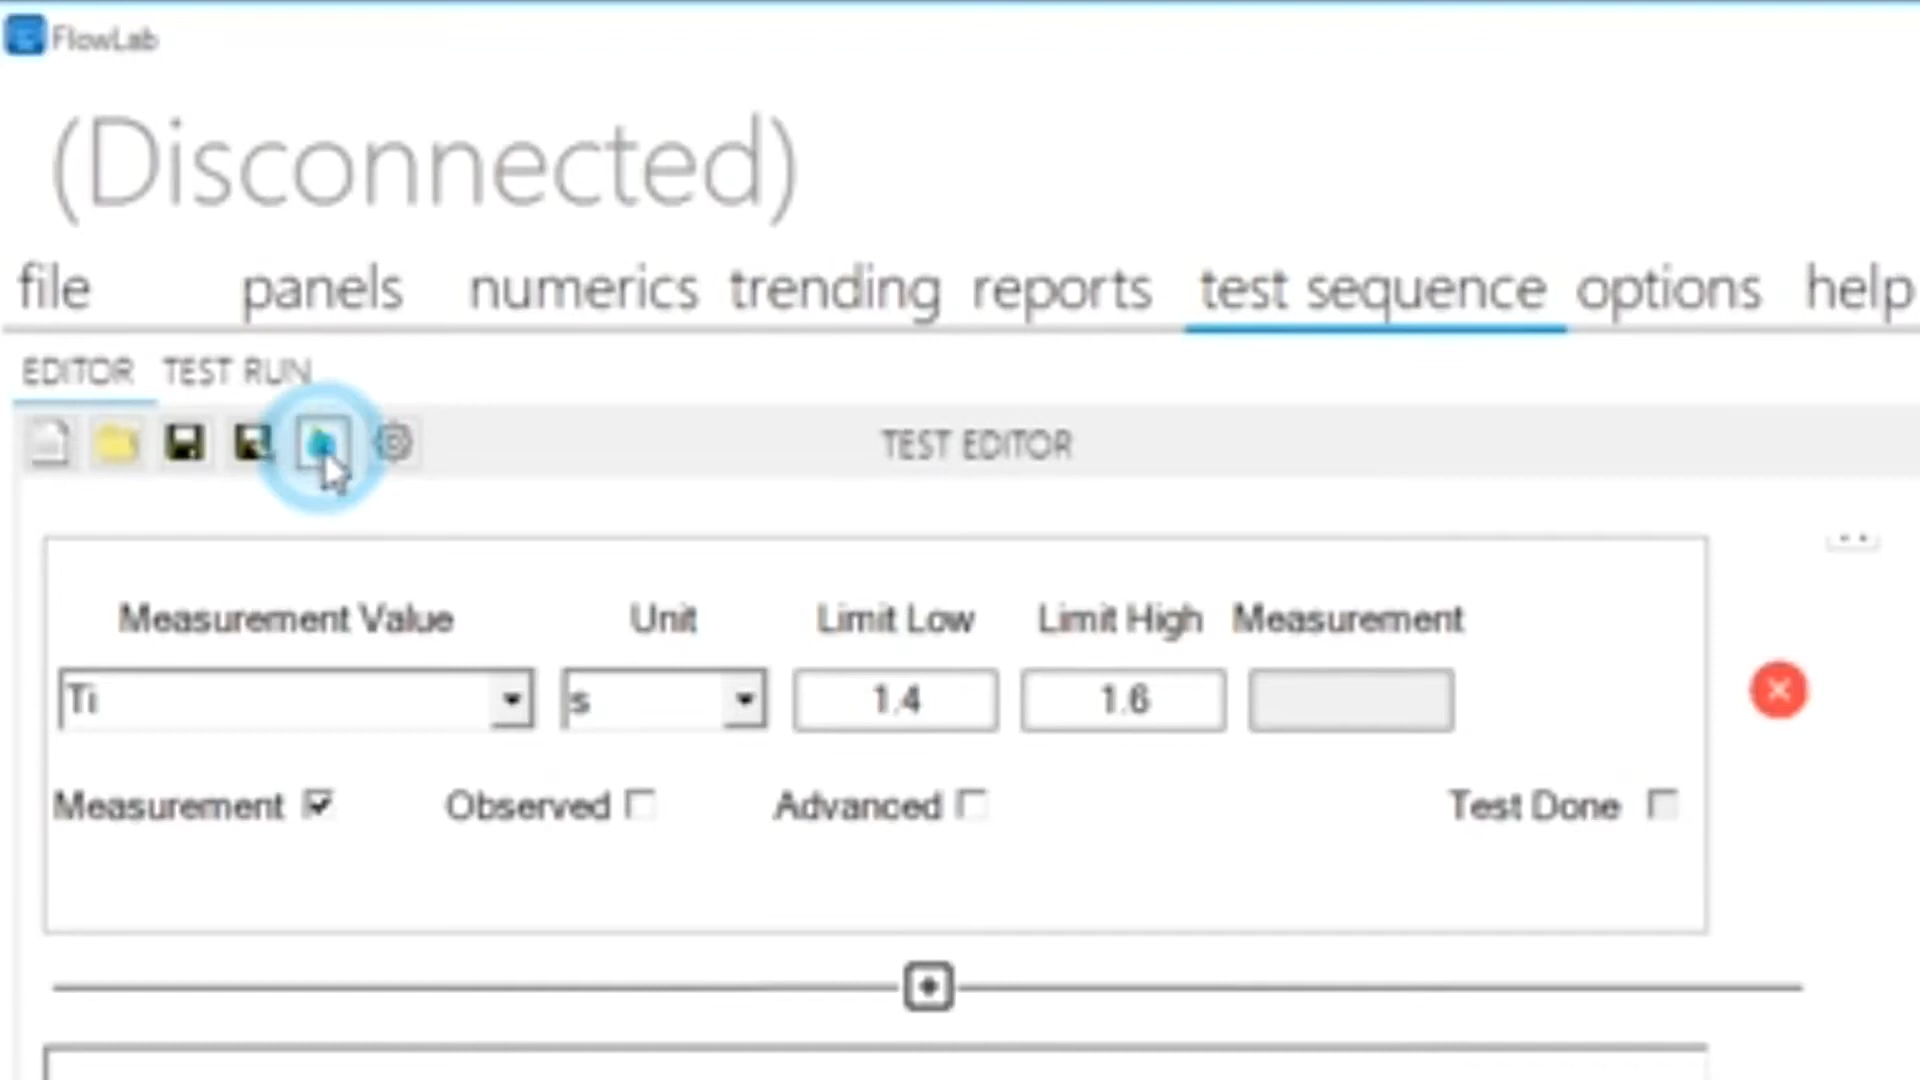 FlowLab
(Disconnected)
file panels numerics trending reports test sequence options help
EDITOR TEST RUN
TEST EDITOR
Measurement Value Unit Limit Low Limit High Measurement
Ti s 1.4 1.6
Measurement Observed Advanced Test Done